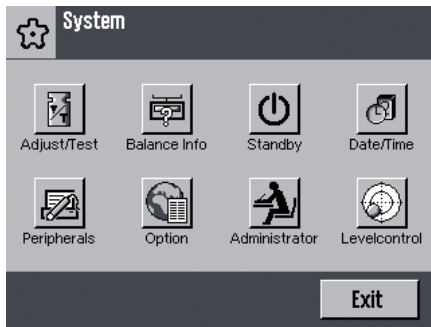 System
Adjust/Test Balance Info Standby Date/Time
Peripherals Option Administrator Levelcontrol
Exit